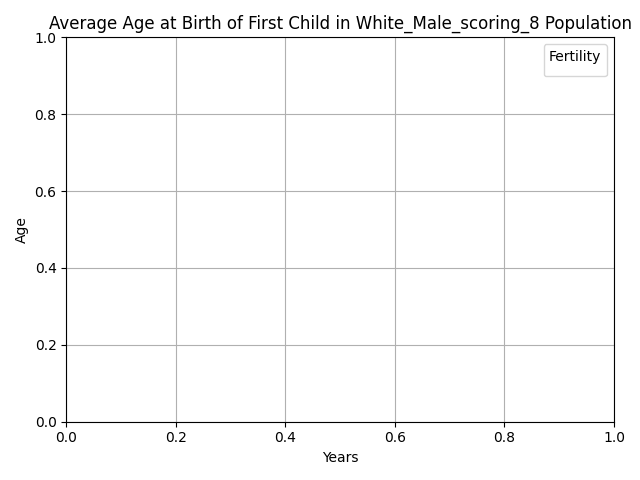 Average Age at Birth of First Child in White_Male_scoring_8 Population
Fertility
1.0
0.8
0.6
0.4
0.2
0.0
Age
0.0 0.2 0.4 0.6 0.8 1.0
Years